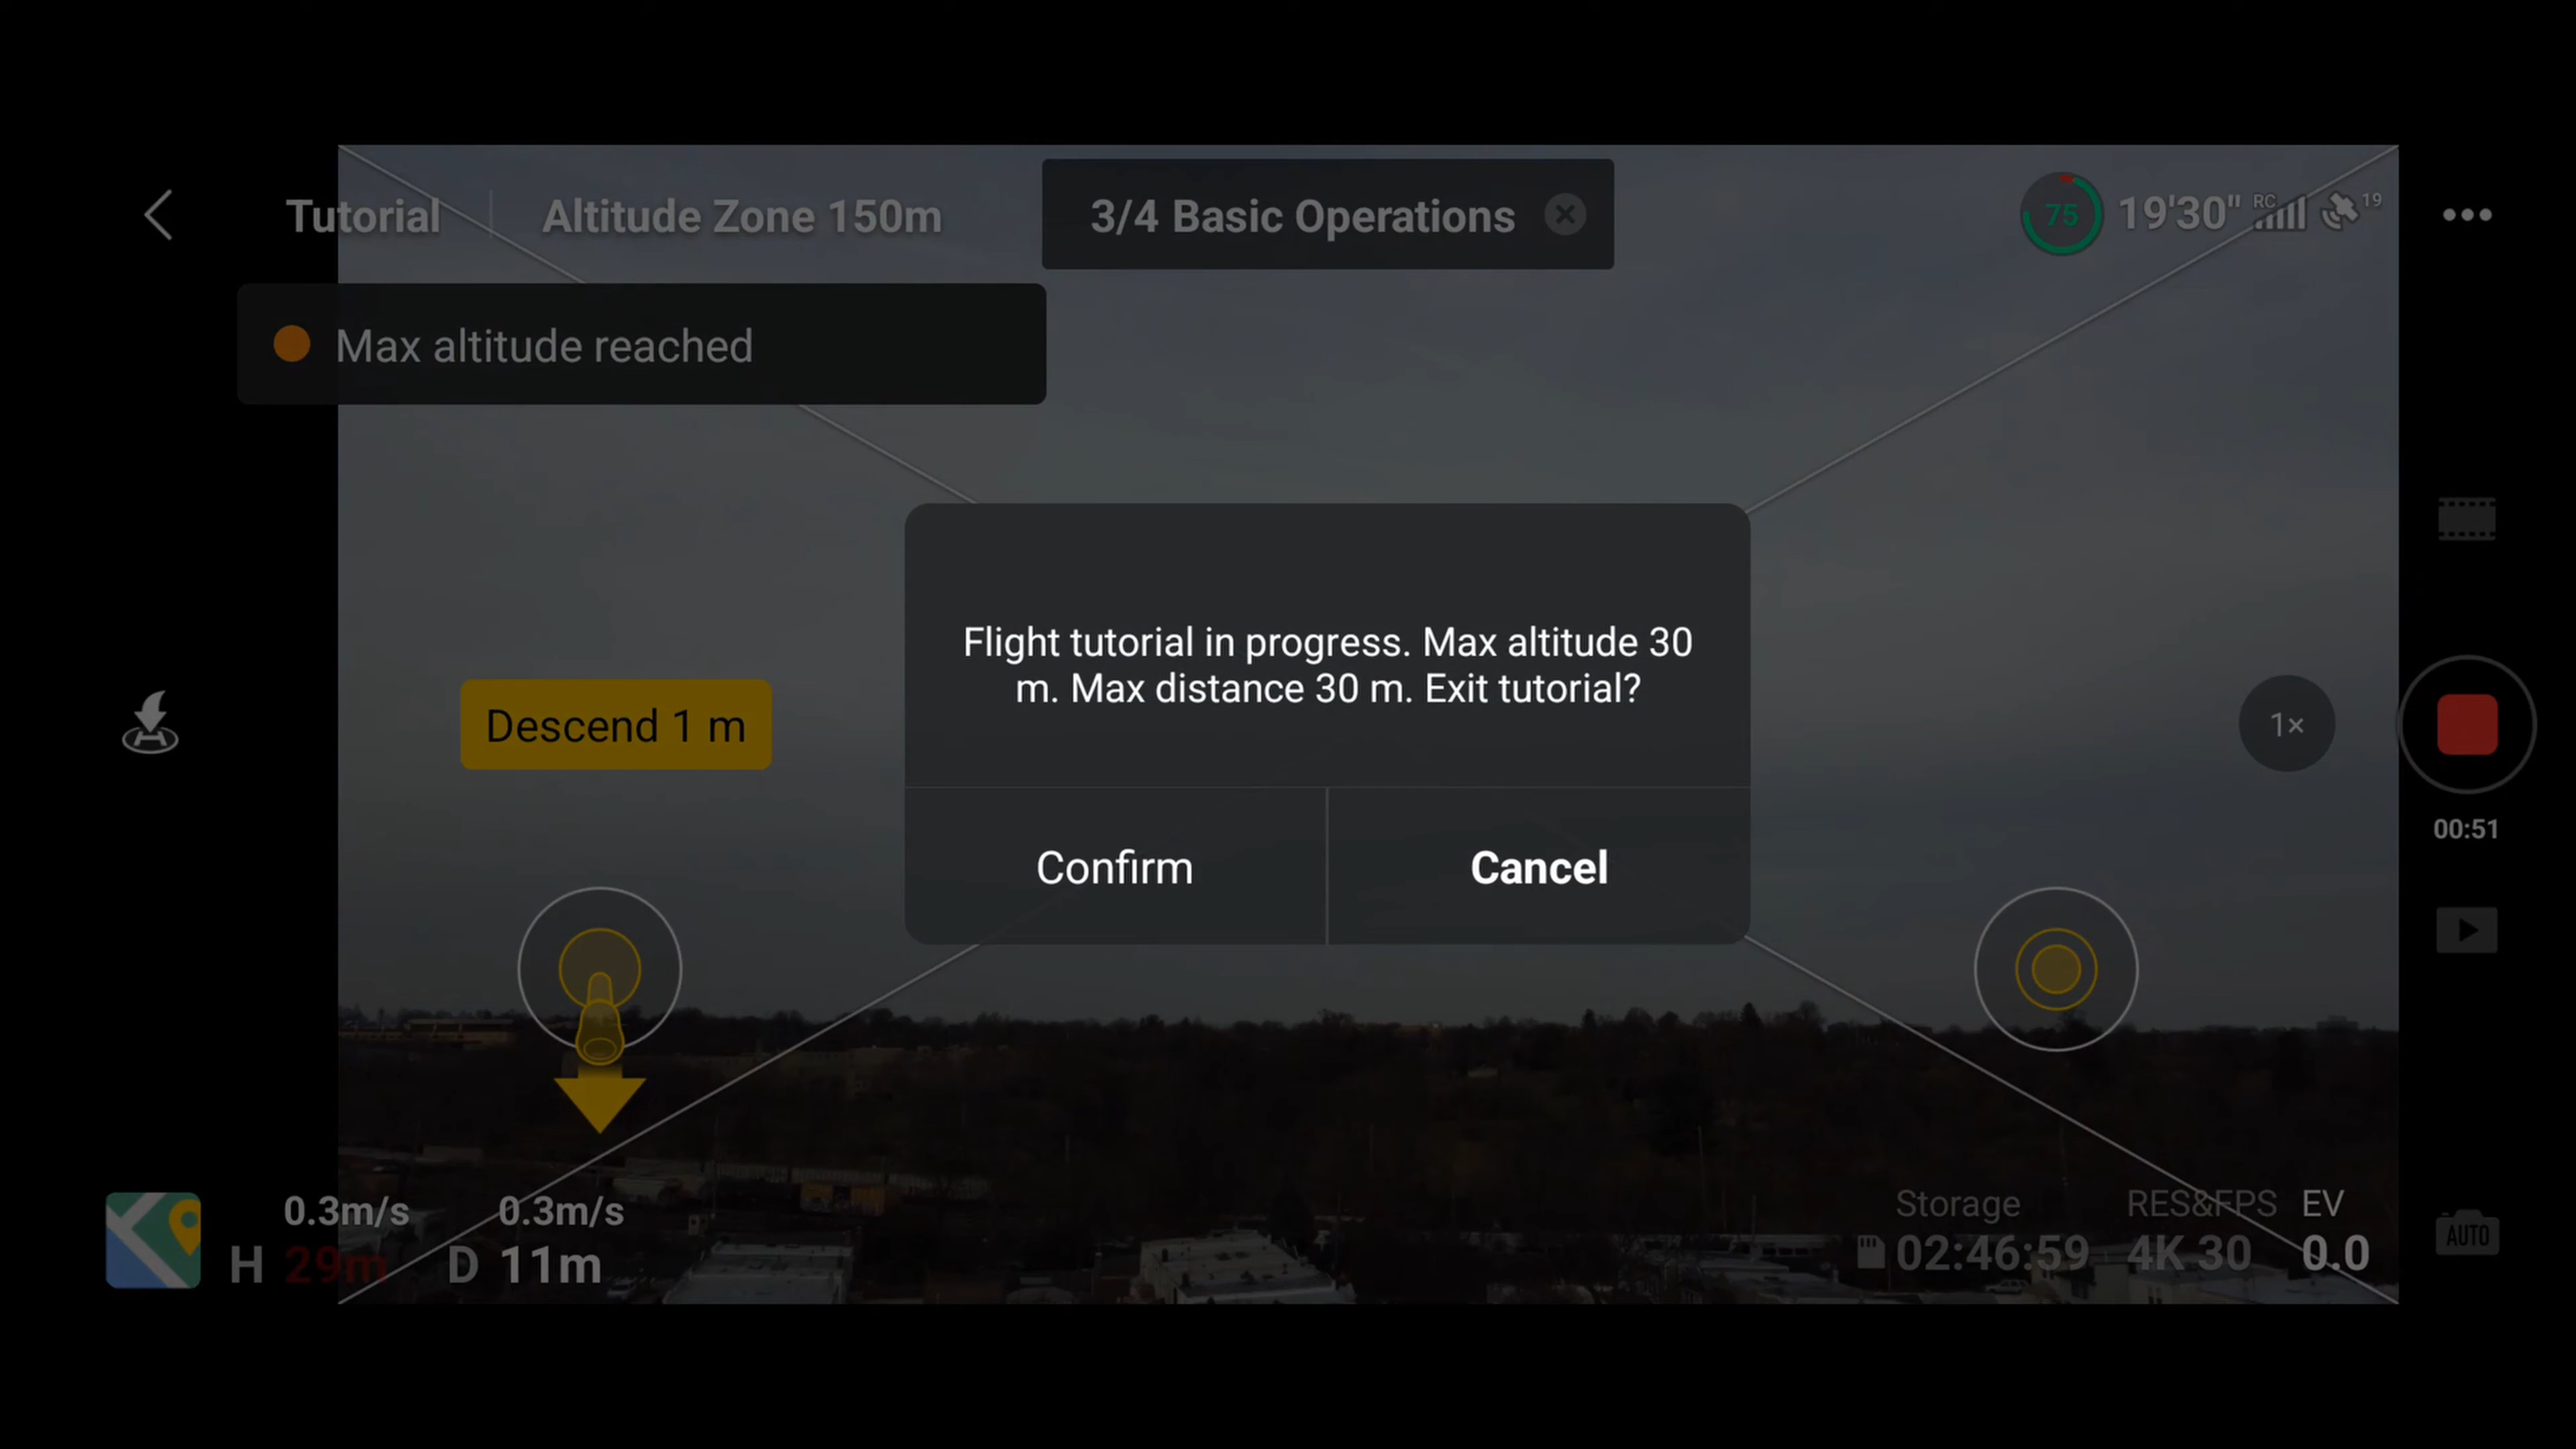 Tutorial
Altitude Zone 150m
3/4 Basic Operations
75
19'30"
RC
19
Max altitude reached
Flight tutorial in progress. Max altitude 30
m. Max distance 30 m. Exit tutorial?
Confirm
Cancel
Descend 1 m
1×
00:51
0.3m/s
0.3m/s
H 29m
D 11m
Storage
RES&FPS
EV
02:46:59
4K 30
0.0
AUTO